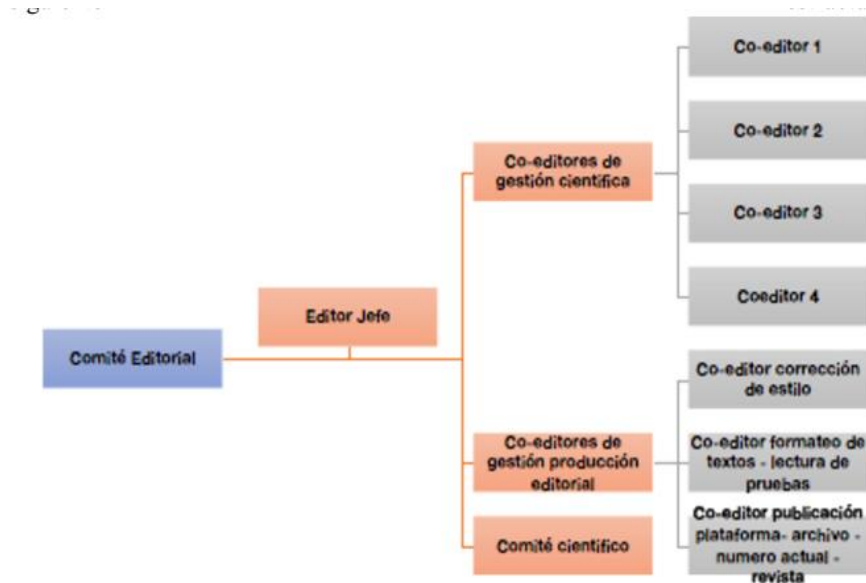 Co-editor 1
Co-editores de
gestión científica
Co-editor 2
Co-editor 3
Coeditor 4
Editor Jefe
Comité Editorial
Co-editores de
gestión producción
editorial
Co-editor corrección
de estilo
Co-editor formateo de
textos - lectura de
pruebas
Co-editor publicación
plataforma- archivo -
numero actual -
revista
Comité científico